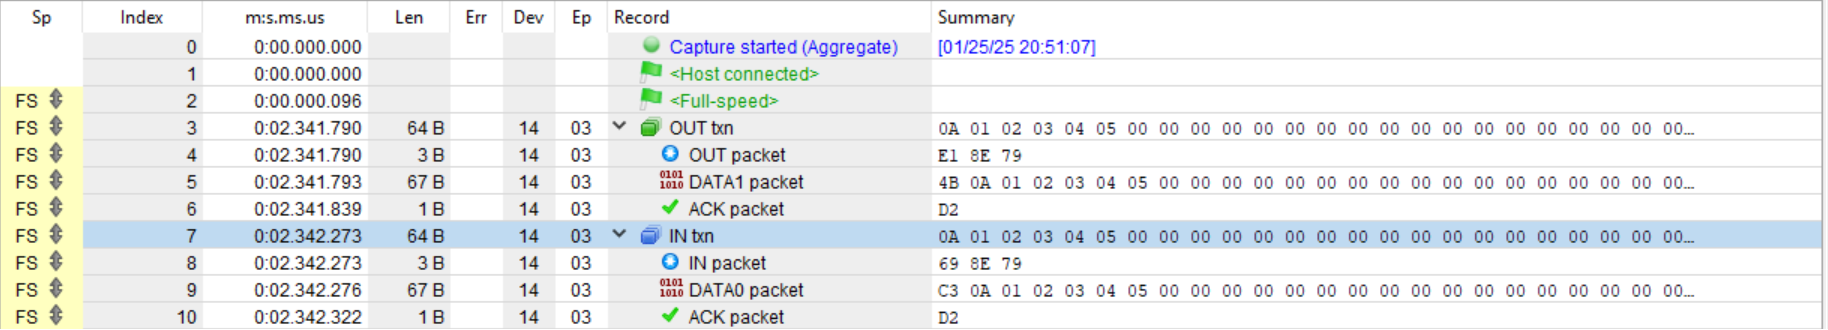 Sp Index m:s.ms.us Len Err Dev Ep Record Summary
0 0:00.000.000 Capture started (Aggregate) [01/25/25 20:51:07]
1 0:00.000.000 <Host connected>
FS 2 0:00.000.096 <Full-speed>
FS 3 0:02.341.790 64 B 14 03 OUT txn 0A 01 02 03 04 05 00 00 00 00 00 00 00 00 00 00 00 00 00 00 00 00 00 00…
FS 4 0:02.341.790 3 B 14 03 OUT packet E1 8E 79
FS 5 0:02.341.793 67 B 14 03 0101 1010 DATA1 packet 4B 0A 01 02 03 04 05 00 00 00 00 00 00 00 00 00 00 00 00 00 00 00 00 00…
FS 6 0:02.341.839 1 B 14 03 ACK packet D2
FS 7 0:02.342.273 64 B 14 03 IN txn 0A 01 02 03 04 05 00 00 00 00 00 00 00 00 00 00 00 00 00 00 00 00 00 00…
FS 8 0:02.342.273 3 B 14 03 IN packet 69 8E 79
FS 9 0:02.342.276 67 B 14 03 0101 1010 DATA0 packet C3 0A 01 02 03 04 05 00 00 00 00 00 00 00 00 00 00 00 00 00 00 00 00 00…
FS 10 0:02.342.322 1 B 14 03 ACK packet D2